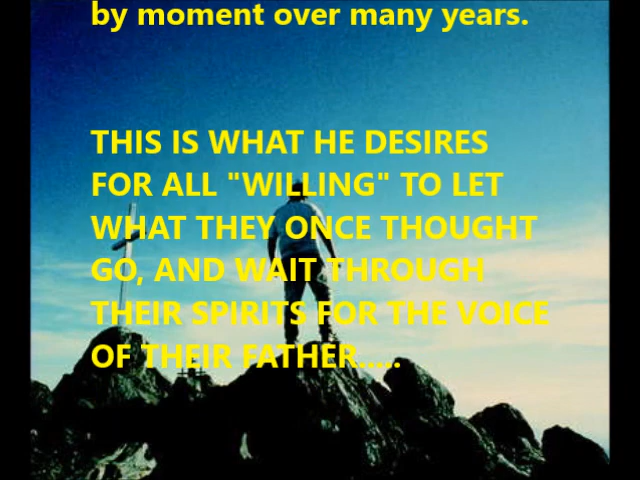 by moment over many years.
THIS IS WHAT HE DESIRES
FOR ALL "WILLING" TO LET
WHAT THEY ONCE THOUGHT
GO, AND WAIT THROUGH
THEIR SPIRITS FOR THE VOICE
OF THEIR FATHER.....